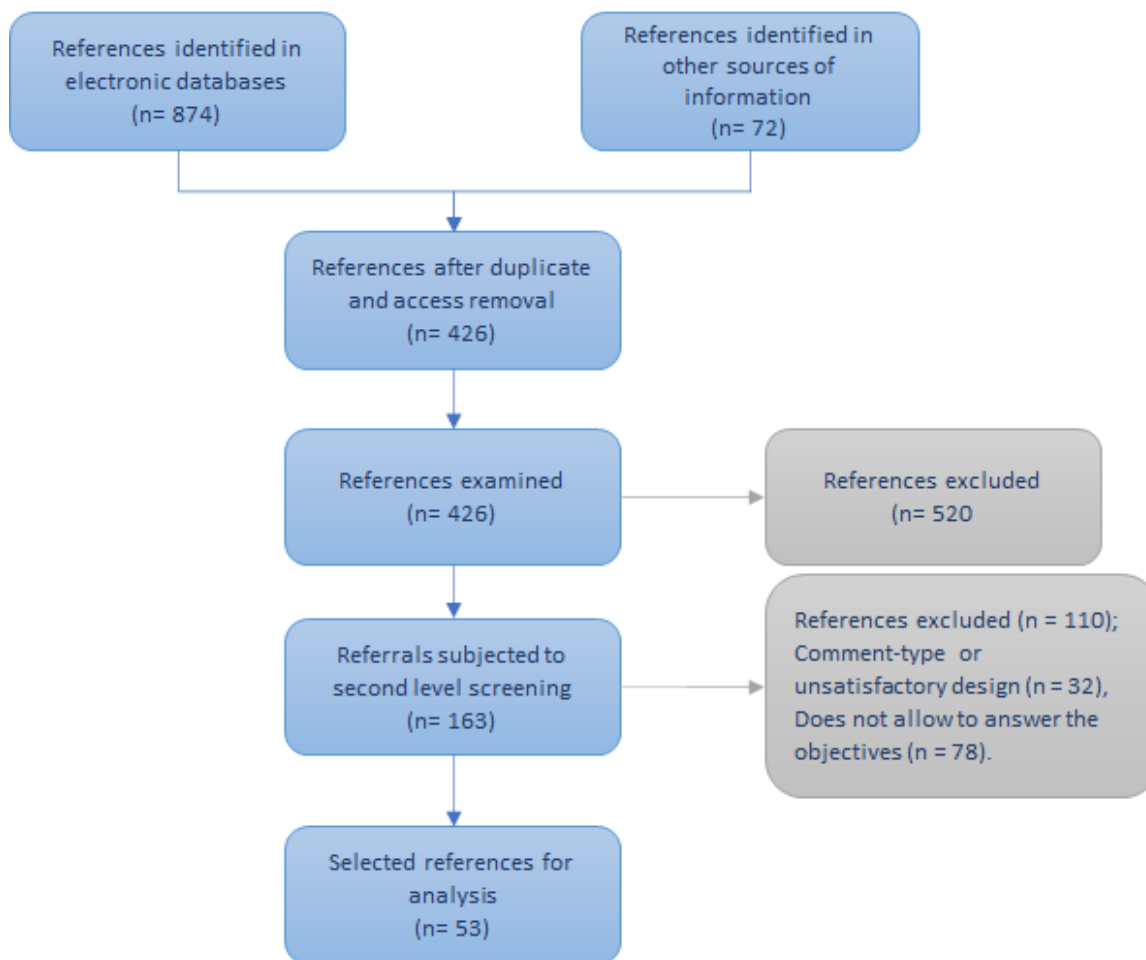 References identified in
electronic databases
(n= 874)
References identified in
other sources of
information
(n= 72)
References after duplicate
and access removal
(n= 426)
References examined
(n= 426)
References excluded
(n= 520
Referrals subjected to
second level screening
(n= 163)
References excluded (n = 110);
Comment-type or
unsatisfactory design (n = 32),
Does not allow to answer the
objectives (n = 78).
Selected references for
analysis
(n= 53)